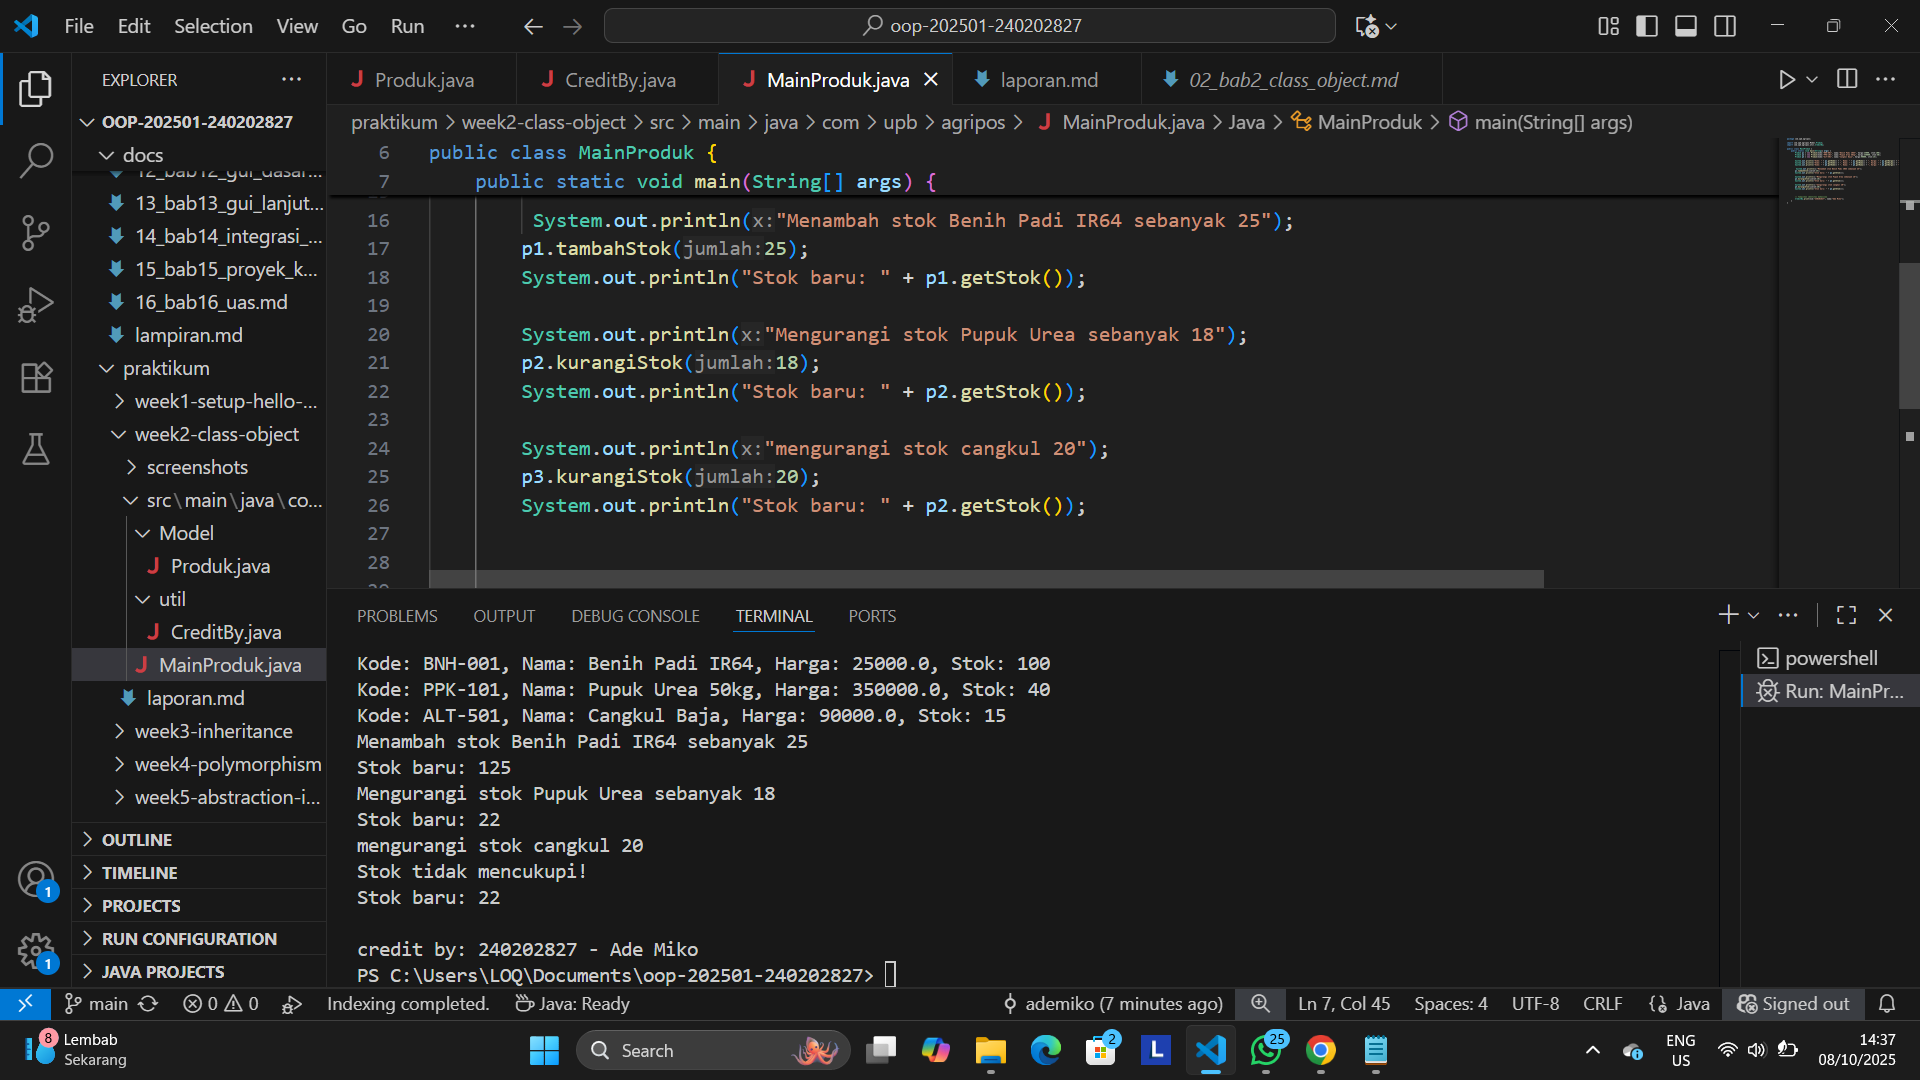 File Edit Selection View Go Run ··· oop-202501-240202827
EXPLORER ···
OOP-202501-240202827
docs
12_bab12_gui_dasar...
13_bab13_gui_lanjut...
14_bab14_integrasi_...
15_bab15_proyek_k...
16_bab16_uas.md
lampiran.md
praktikum
week1-setup-hello-...
week2-class-object
screenshots
src\main\java\co...
Model
Produk.java
util
CreditBy.java
MainProduk.java
laporan.md
week3-inheritance
week4-polymorphism
week5-abstraction-i...
OUTLINE
TIMELINE
PROJECTS
RUN CONFIGURATION
JAVA PROJECTS
1
1
Produk.java CreditBy.java MainProduk.java laporan.md 02_bab2_class_object.md
praktikum > week2-class-object > src > main > java > com > upb > agripos > MainProduk.java > Java > MainProduk > main(String[] args)
6 public class MainProduk {
7 public static void main(String[] args) {
16 System.out.println(x:"Menambah stok Benih Padi IR64 sebanyak 25");
17 p1.tambahStok(jumlah:25);
18 System.out.println("Stok baru: " + p1.getStok());
19
20 System.out.println(x:"Mengurangi stok Pupuk Urea sebanyak 18");
21 p2.kurangiStok(jumlah:18);
22 System.out.println("Stok baru: " + p2.getStok());
23
24 System.out.println(x:"mengurangi stok cangkul 20");
25 p3.kurangiStok(jumlah:20);
26 System.out.println("Stok baru: " + p2.getStok());
27
28
PROBLEMS OUTPUT DEBUG CONSOLE TERMINAL PORTS
Kode: BNH-001, Nama: Benih Padi IR64, Harga: 25000.0, Stok: 100
Kode: PPK-101, Nama: Pupuk Urea 50kg, Harga: 350000.0, Stok: 40
Kode: ALT-501, Nama: Cangkul Baja, Harga: 90000.0, Stok: 15
Menambah stok Benih Padi IR64 sebanyak 25
Stok baru: 125
Mengurangi stok Pupuk Urea sebanyak 18
Stok baru: 22
mengurangi stok cangkul 20
Stok tidak mencukupi!
Stok baru: 22
credit by: 240202827 - Ade Miko
PS C:\Users\LOQ\Documents\oop-202501-240202827>
powershell
Run: MainPr...
main 0 0 Indexing completed. Java: Ready ademiko (7 minutes ago) Ln 7, Col 45 Spaces: 4 UTF-8 CRLF {} Java Signed out
8 Lembab
Sekarang
Search
L
2
25
ENG
US
14:37
08/10/2025